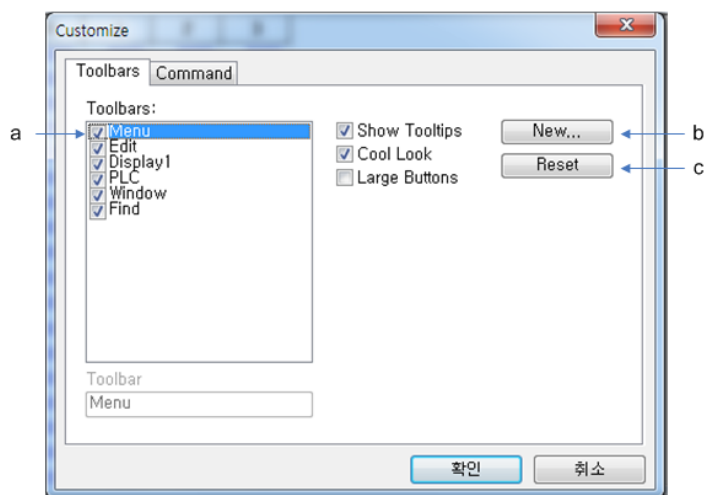 Customize
Toolbars Command
Toolbars:
a
Menu
Edit
Display1
PLC
Window
Find
Show Tooltips
Cool Look
Large Buttons
New...
b
Reset
c
Toolbar
Menu
확인 취소